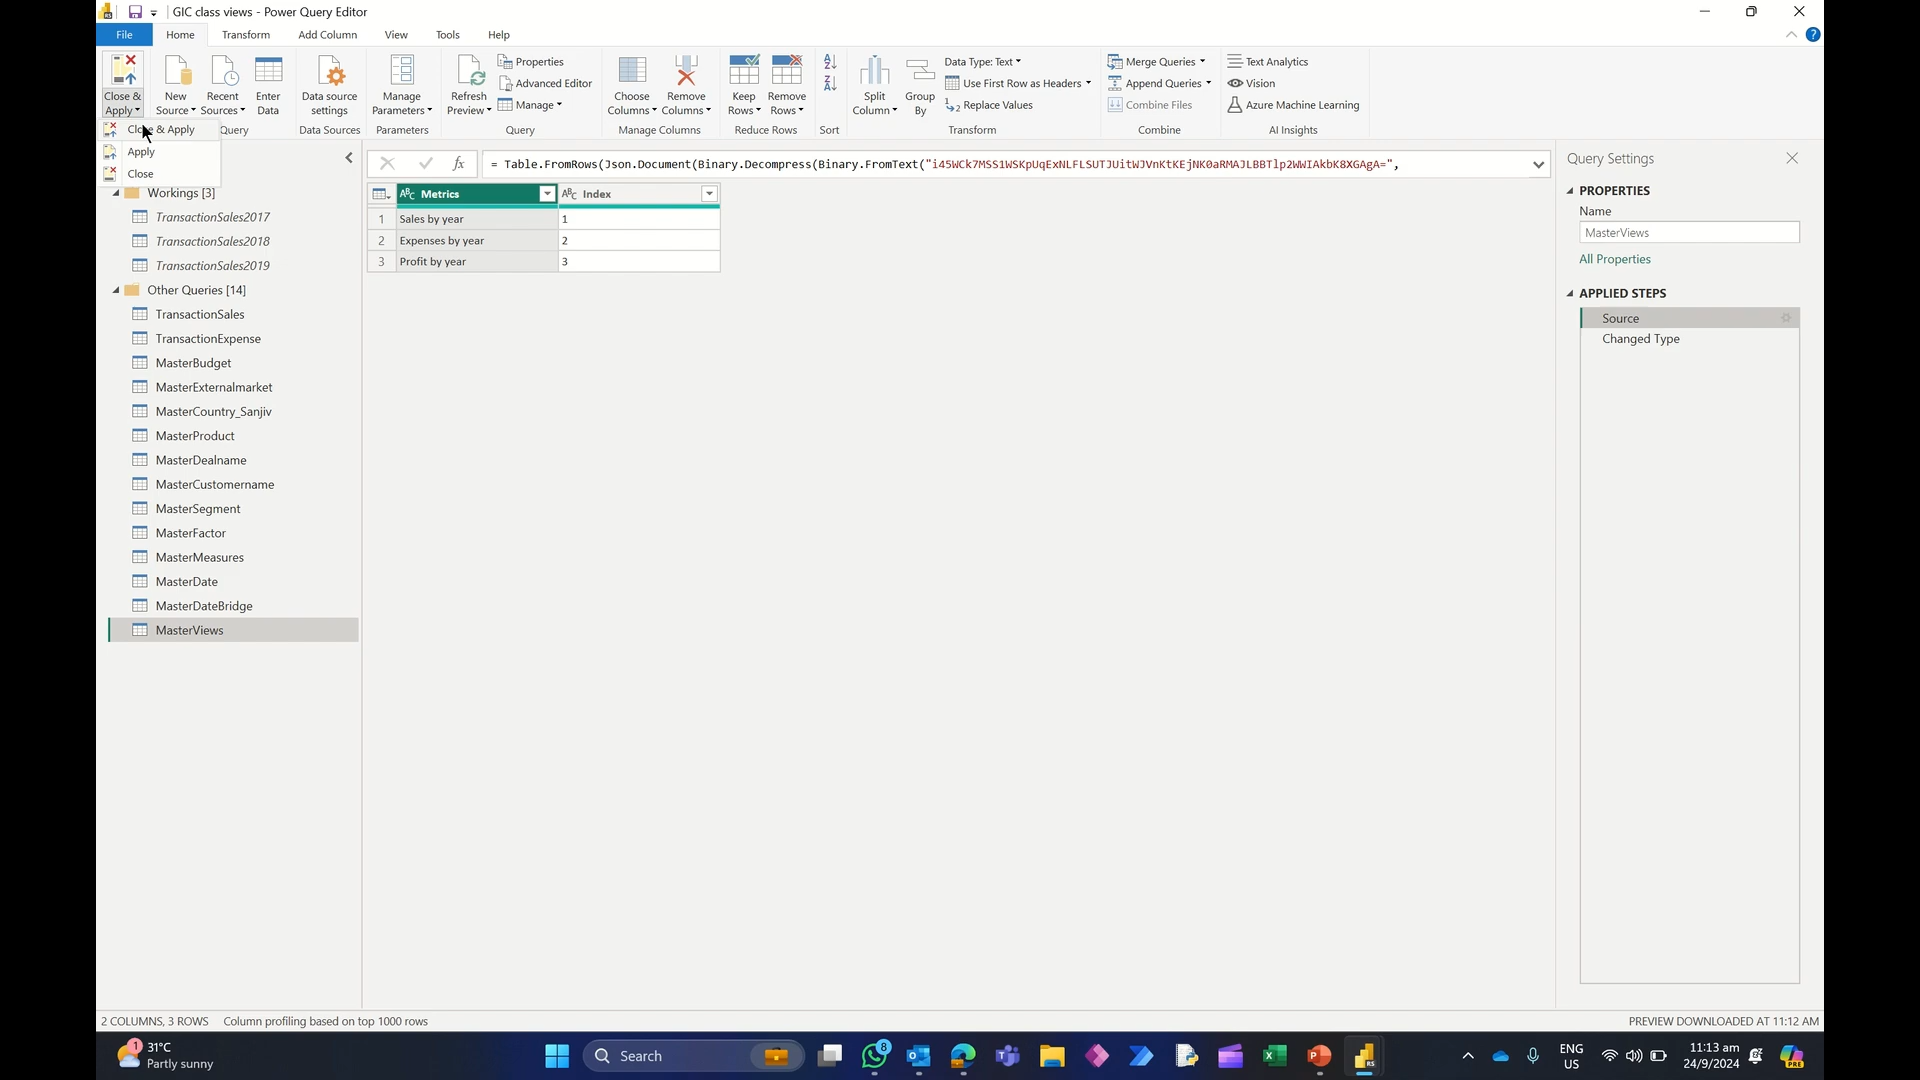 GIC class views - Power Query Editor
File Home Transform Add Column View Tools Help
Close & Apply
New Source
Recent Sources
Enter Data
Data source settings
Manage Parameters
Refresh Preview
Properties
Advanced Editor
Manage
Choose Columns
Remove Columns
Keep Rows
Remove Rows
Split Column
Group By
Data Type: Text
Use First Row as Headers
Replace Values
Merge Queries
Append Queries
Combine Files
Text Analytics
Vision
Azure Machine Learning
Query Data Sources Parameters Query Manage Columns Reduce Rows Sort Transform Combine AI Insights
& Apply
Apply
Close
Workings [3]
TransactionSales2017
TransactionSales2018
TransactionSales2019
Other Queries [14]
TransactionSales
TransactionExpense
MasterBudget
MasterExternalmarket
MasterCountry_Sanjiv
MasterProduct
MasterDealname
MasterCustomername
MasterSegment
MasterFactor
MasterMeasures
MasterDate
MasterDateBridge
MasterViews
fx = Table.FromRows(Json.Document(Binary.Decompress(Binary.FromText(
Metrics Index
1 Sales by year 1
2 Expenses by year 2
3 Profit by year 3
Query Settings
PROPERTIES
Name
MasterViews
All Properties
APPLIED STEPS
Source
Changed Type
2 COLUMNS, 3 ROWS Column profiling based on top 1000 rows
PREVIEW DOWNLOADED AT 11:12 AM
1 31°C
Partly sunny
Search
8
ENG
US
11:13 am
24/9/2024
PRE